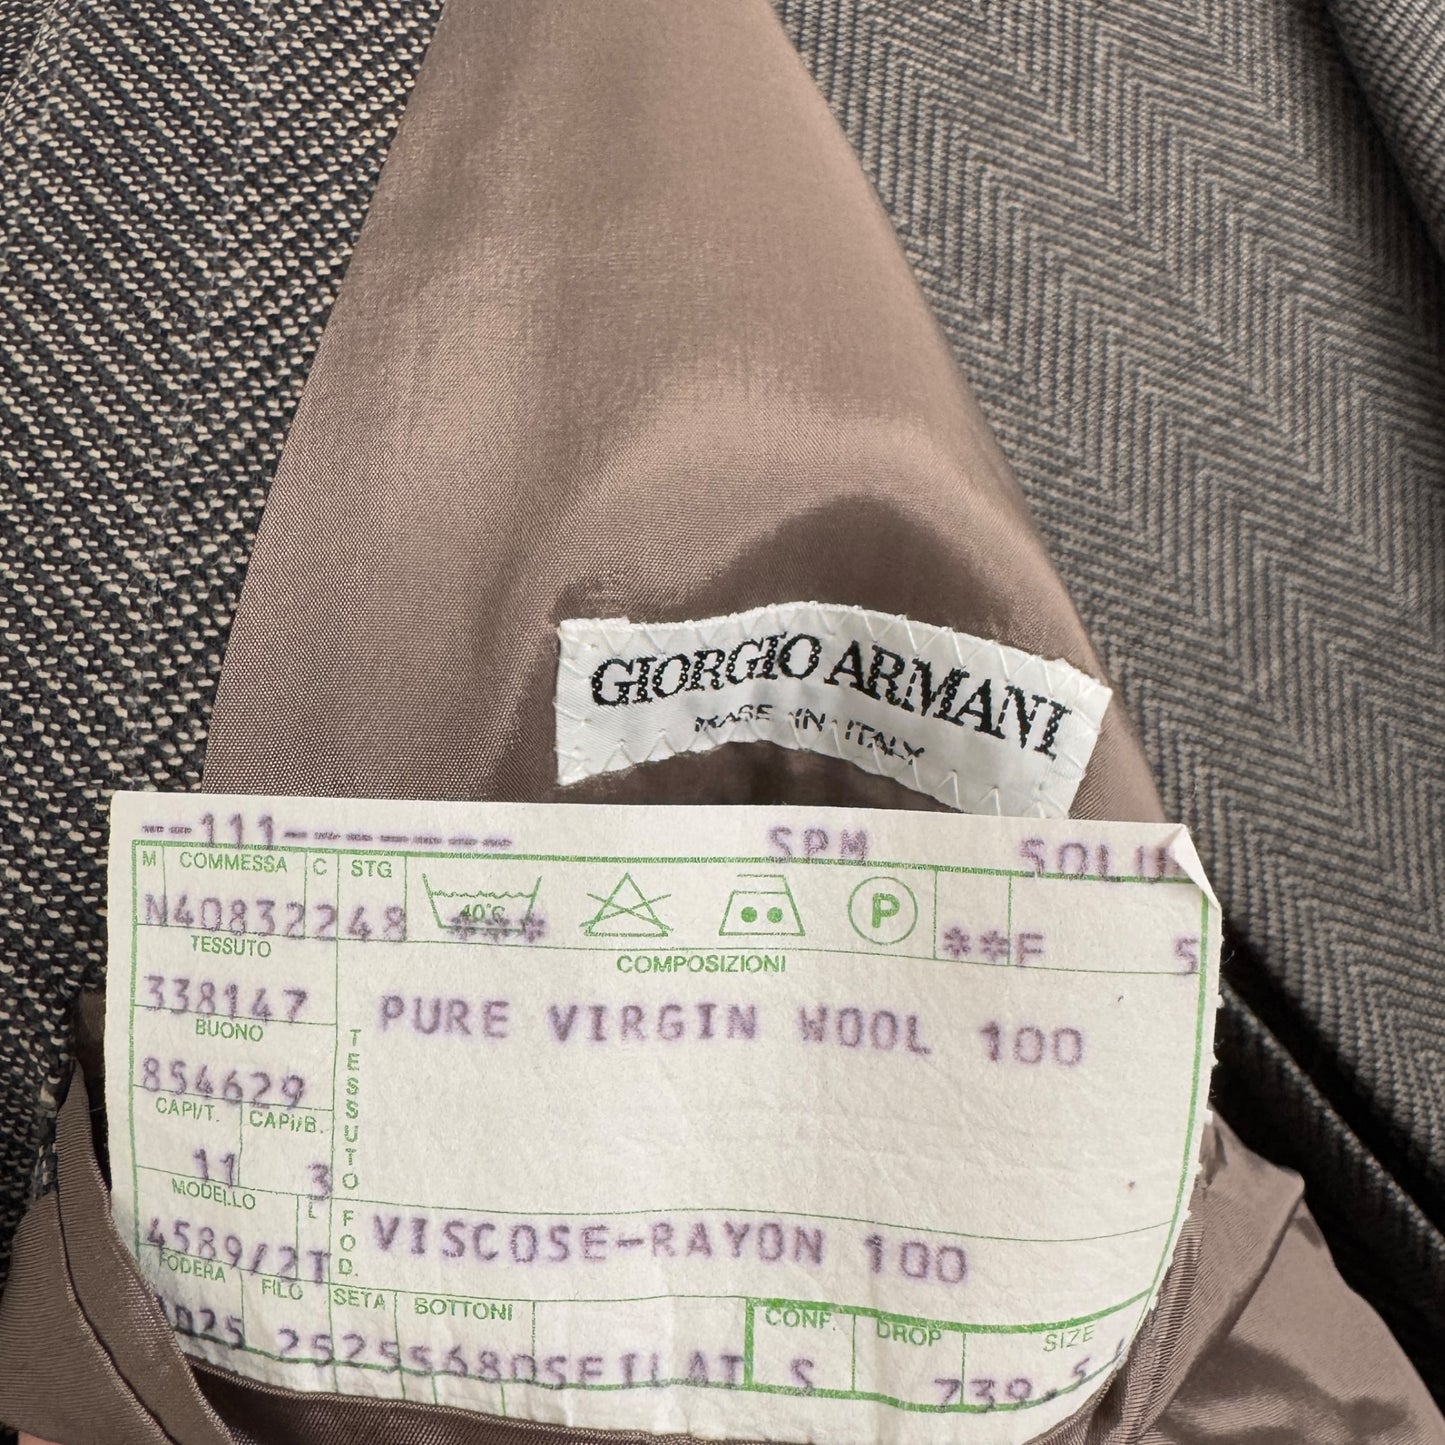 GIORGIO ARMANI
MADE IN ITALY
--111------- SPM
M COMMESSA C STG
N40832248 40°C *** P **F 5
TESSUTO COMPOSIZIONI
338147 PURE VIRGIN WOOL 100
BUONO
854629 TESSUTO
CAPI/T. CAPI/B.
11 3
MODELLO L
4589/2T FOD. VISCOSE-RAYON 100
FODERA FILO SETA BOTTONI CONF. DROP SIZE
2525568 S